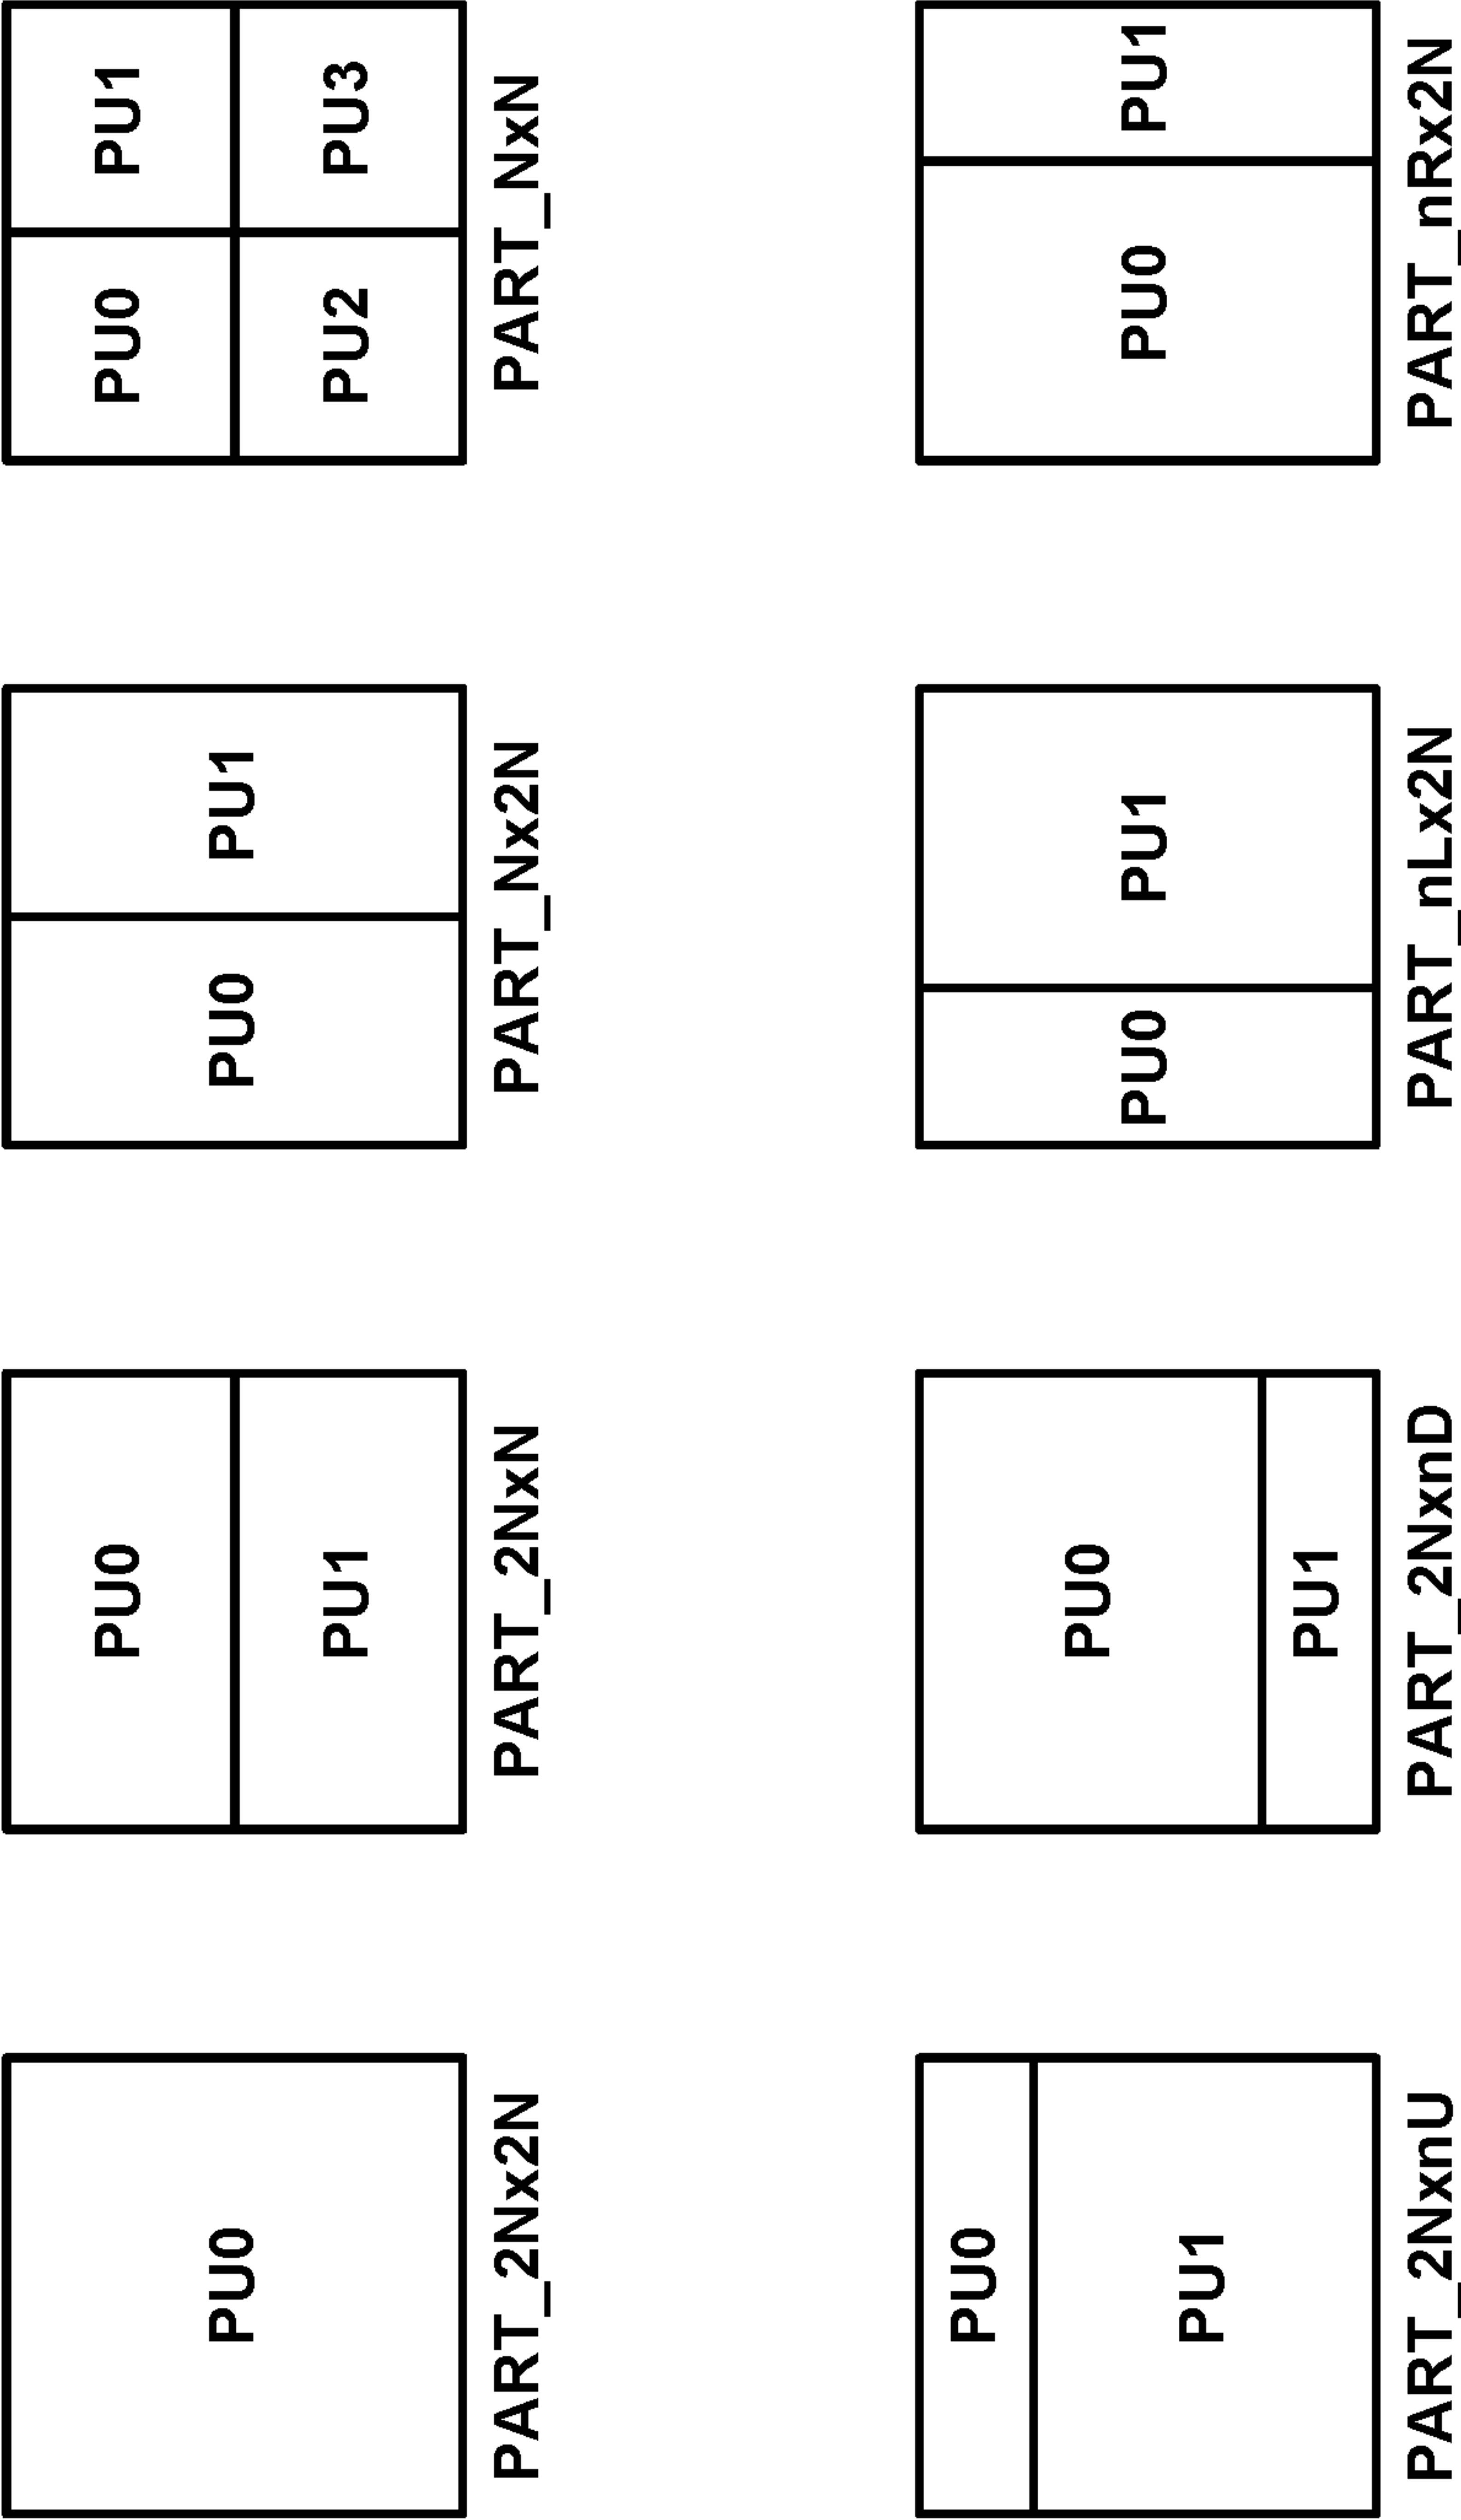 PU0
PART_2Nx2N
PU0
PU1
PART_2NxN
PU0 PU1
PART_Nx2N
PU0 PU1
PU2 PU3
PART_NxN
PU0
PU1
PART_2NxnU
PU0
PU1
PART_2NxnD
PU0 PU1
PART_nLx2N
PU0 PU1
PART_nRx2N